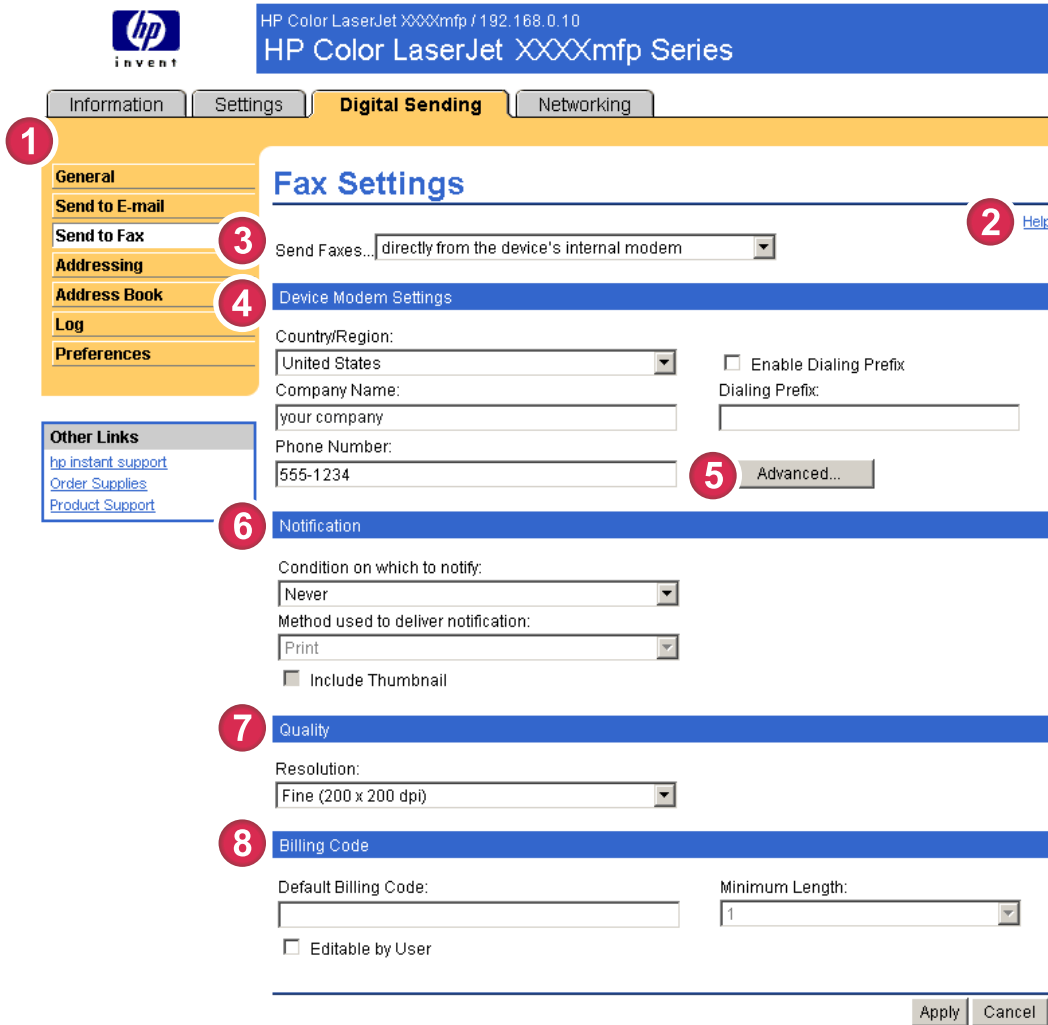 hp
invent
HP Color LaserJet XXXXmfp / 192.168.0.10
HP Color LaserJet XXXXmfp Series
Information Settings Digital Sending Networking
1
General
Send to E-mail
Send to Fax
Addressing
Address Book
Log
Preferences
Other Links
hp instant support
Order Supplies
Product Support
Fax Settings
2 Help
3 Send Faxes... directly from the device's internal modem
4 Device Modem Settings
Country/Region:
United States
Enable Dialing Prefix
Company Name:
Dialing Prefix:
your company
Phone Number:
555-1234
5 Advanced...
6 Notification
Condition on which to notify:
Never
Method used to deliver notification:
Print
Include Thumbnail
7 Quality
Resolution:
Fine (200 x 200 dpi)
8 Billing Code
Default Billing Code:
Minimum Length:
1
Editable by User
Apply Cancel